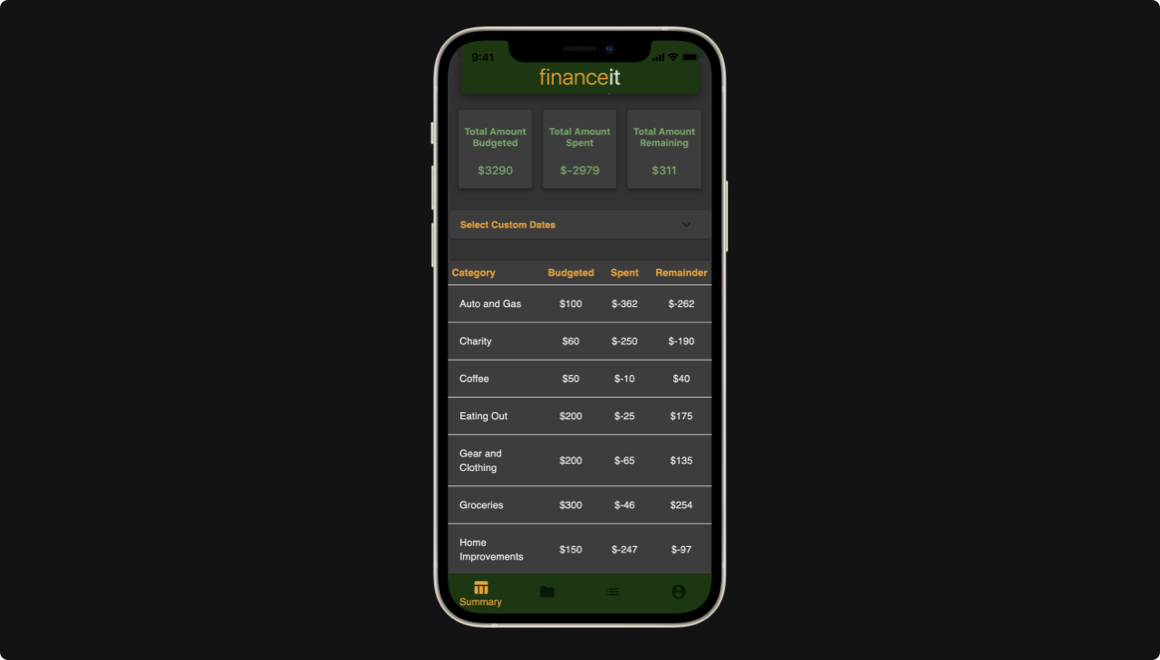 9:41
financeit
Total Amount Budgeted
$3290
Total Amount Spent
$-2979
Total Amount Remaining
$311
Select Custom Dates
Category Budgeted Spent Remainder
Auto and Gas $100 $-362 $-262
Charity $60 $-250 $-190
Coffee $50 $-10 $40
Eating Out $200 $-25 $175
Gear and Clothing $200 $-65 $135
Groceries $300 $-46 $254
Home Improvements $150 $-247 $-97
Summary